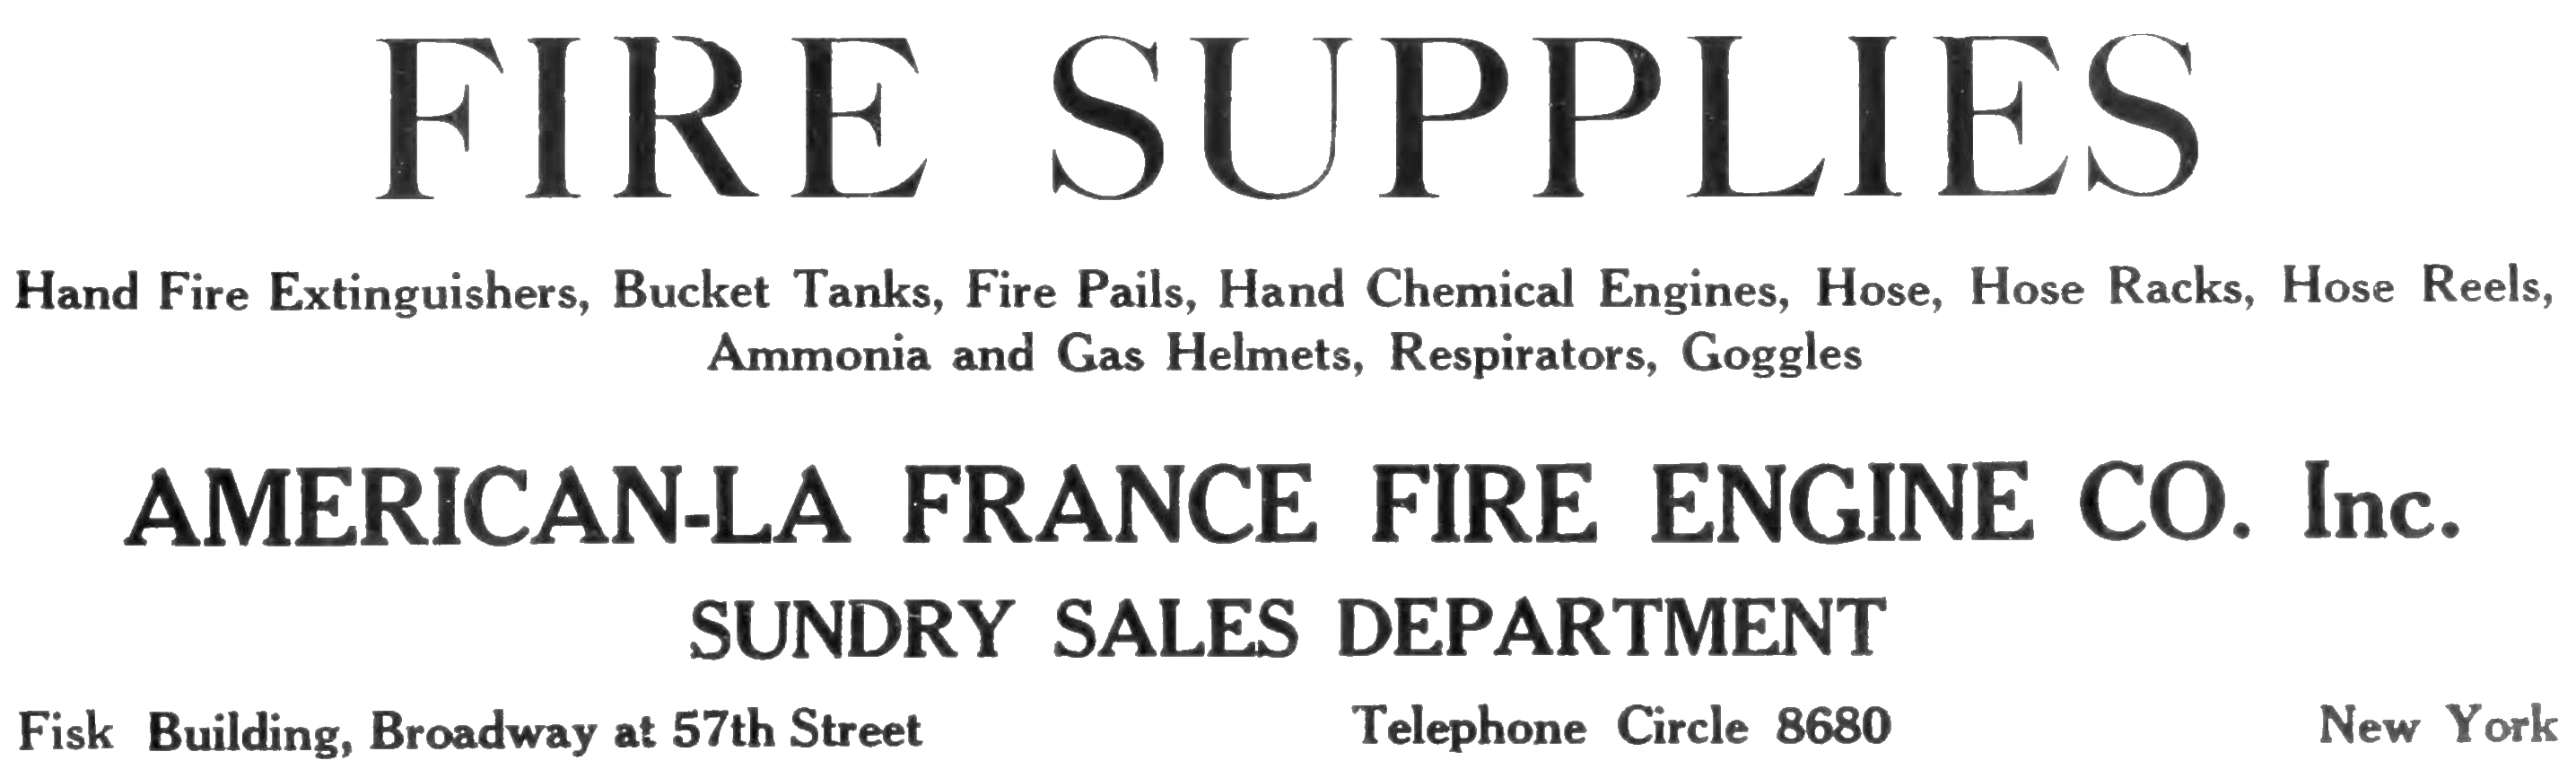 FIRE SUPPLIES
Hand Fire Extinguishers, Bucket Tanks, Fire Pails, Hand Chemical Engines, Hose, Hose Racks, Hose Reels,
Ammonia and Gas Helmets, Respirators, Goggles
AMERICAN-LA FRANCE FIRE ENGINE CO. Inc.
SUNDRY SALES DEPARTMENT
Fisk Building, Broadway at 57th Street Telephone Circle 8680 New York